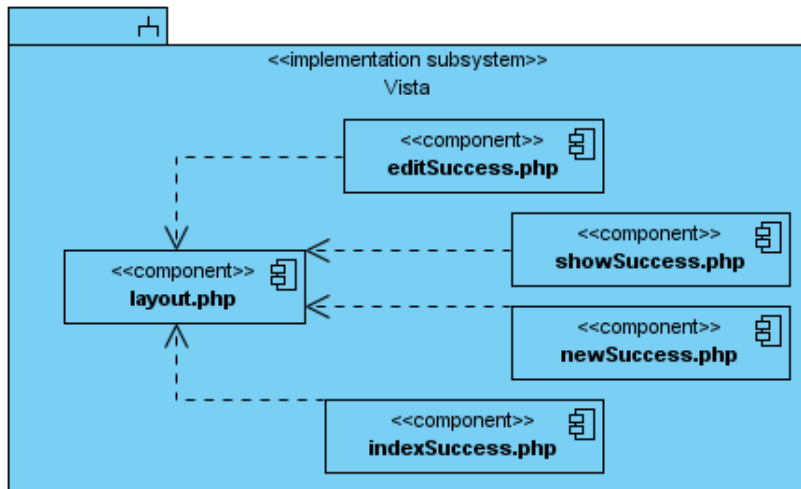 <<implementation subsystem>>
Vista
<<component>>
editSuccess.php
<<component>>
showSuccess.php
<<component>>
layout.php
<<component>>
newSuccess.php
<<component>>
indexSuccess.php